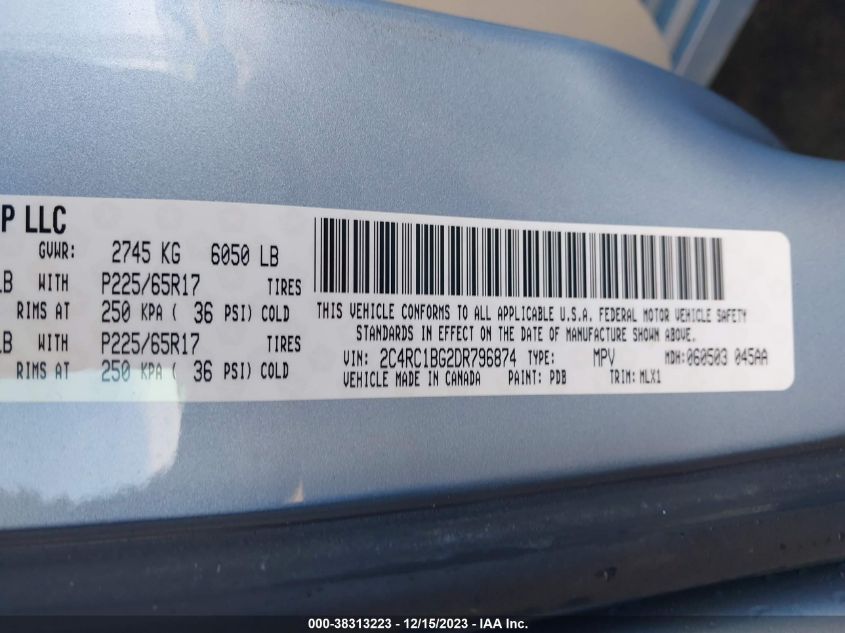 P LLC
GVWR: 2745 KG 6050 LB
LB WITH P225/65R17 TIRES
RIMS AT 250 KPA ( 36 PSI) COLD
LB WITH P225/65R17 TIRES
RIMS AT 250 KPA ( 36 PSI) COLD
THIS VEHICLE CONFORMS TO ALL APPLICABLE U.S.A. FEDERAL MOTOR VEHICLE SAFETY
STANDARDS IN EFFECT ON THE DATE OF MANUFACTURE SHOWN ABOVE.
VIN: 2C4RC1BG2DR796874 TYPE: MPV MDH: 060503 045AA
VEHICLE MADE IN CANADA PAINT: PDB TRIM: MLX1
000-38313223 - 12/15/2023 - IAA Inc.